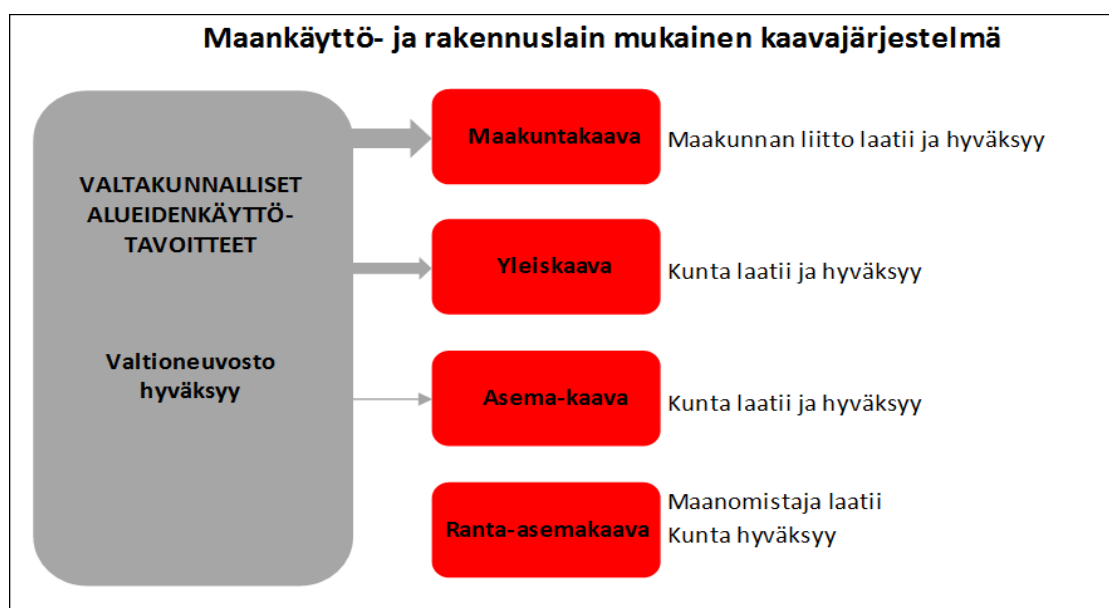 Maankäyttö- ja rakennuslain mukainen kaavajärjestelmä
VALTAKUNNALLISET
ALUEIDENKÄYTTÖ-
TAVOITTEET
Valtioneuvosto
hyväksyy
Maakuntakaava
Maakunnan liitto laatii ja hyväksyy
Yleiskaava
Kunta laatii ja hyväksyy
Asema-kaava
Kunta laatii ja hyväksyy
Ranta-asemakaava
Maanomistaja laatii
Kunta hyväksyy